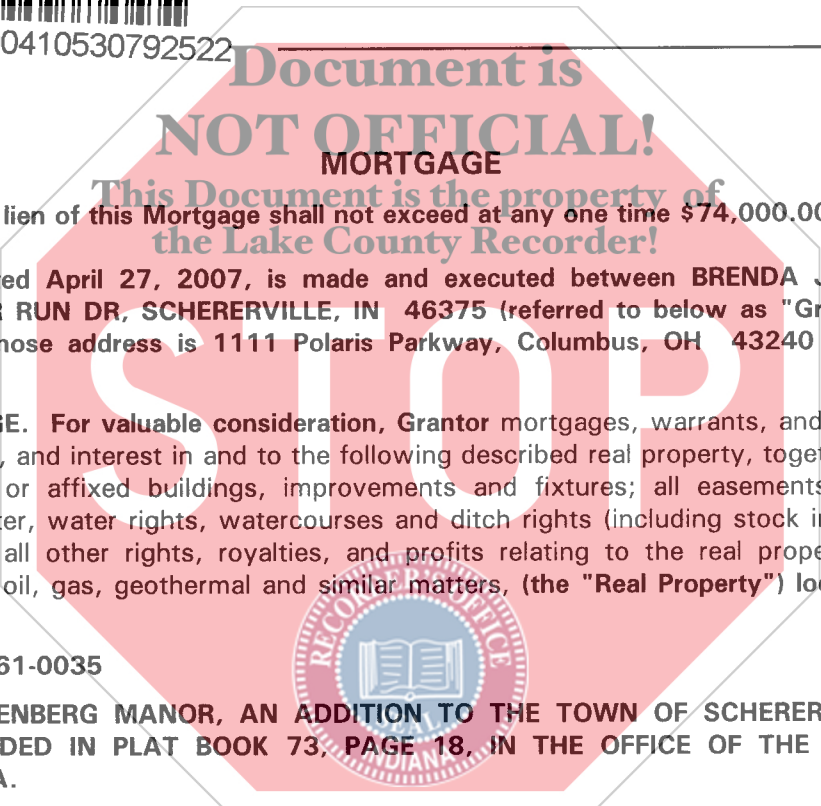 0410530792522
Document is
NOT OFFICIAL!
MORTGAGE
This Document is the property of
lien of this Mortgage shall not exceed at any one time $74,000.00
the Lake County Recorder!
ed April 27, 2007, is made and executed between BRENDA J
R RUN DR, SCHERERVILLE, IN 46375 (referred to below as "Gr
hose address is 1111 Polaris Parkway, Columbus, OH 43240
STOP
GE. For valuable consideration, Grantor mortgages, warrants, and
, and interest in and to the following described real property, toget
or affixed buildings, improvements and fixtures; all easements
ter, water rights, watercourses and ditch rights (including stock in
all other rights, royalties, and profits relating to the real prope
oil, gas, geothermal and similar matters, (the "Real Property") loc
RECORDER'S OFFICE
61-0035
ENBERG MANOR, AN ADDITION TO THE TOWN OF SCHERER
SEAL
DED IN PLAT BOOK 73, PAGE 18, IN THE OFFICE OF THE
INDIANA
A.